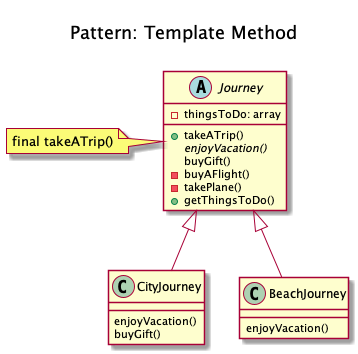 Pattern: Template Method
A Journey
thingsToDo: array
final takeATrip()
takeATrip()
enjoyVacation()
buyGift()
buyAFlight()
takePlane()
getThingsToDo()
C CityJourney
enjoyVacation()
buyGift()
C BeachJourney
enjoyVacation()